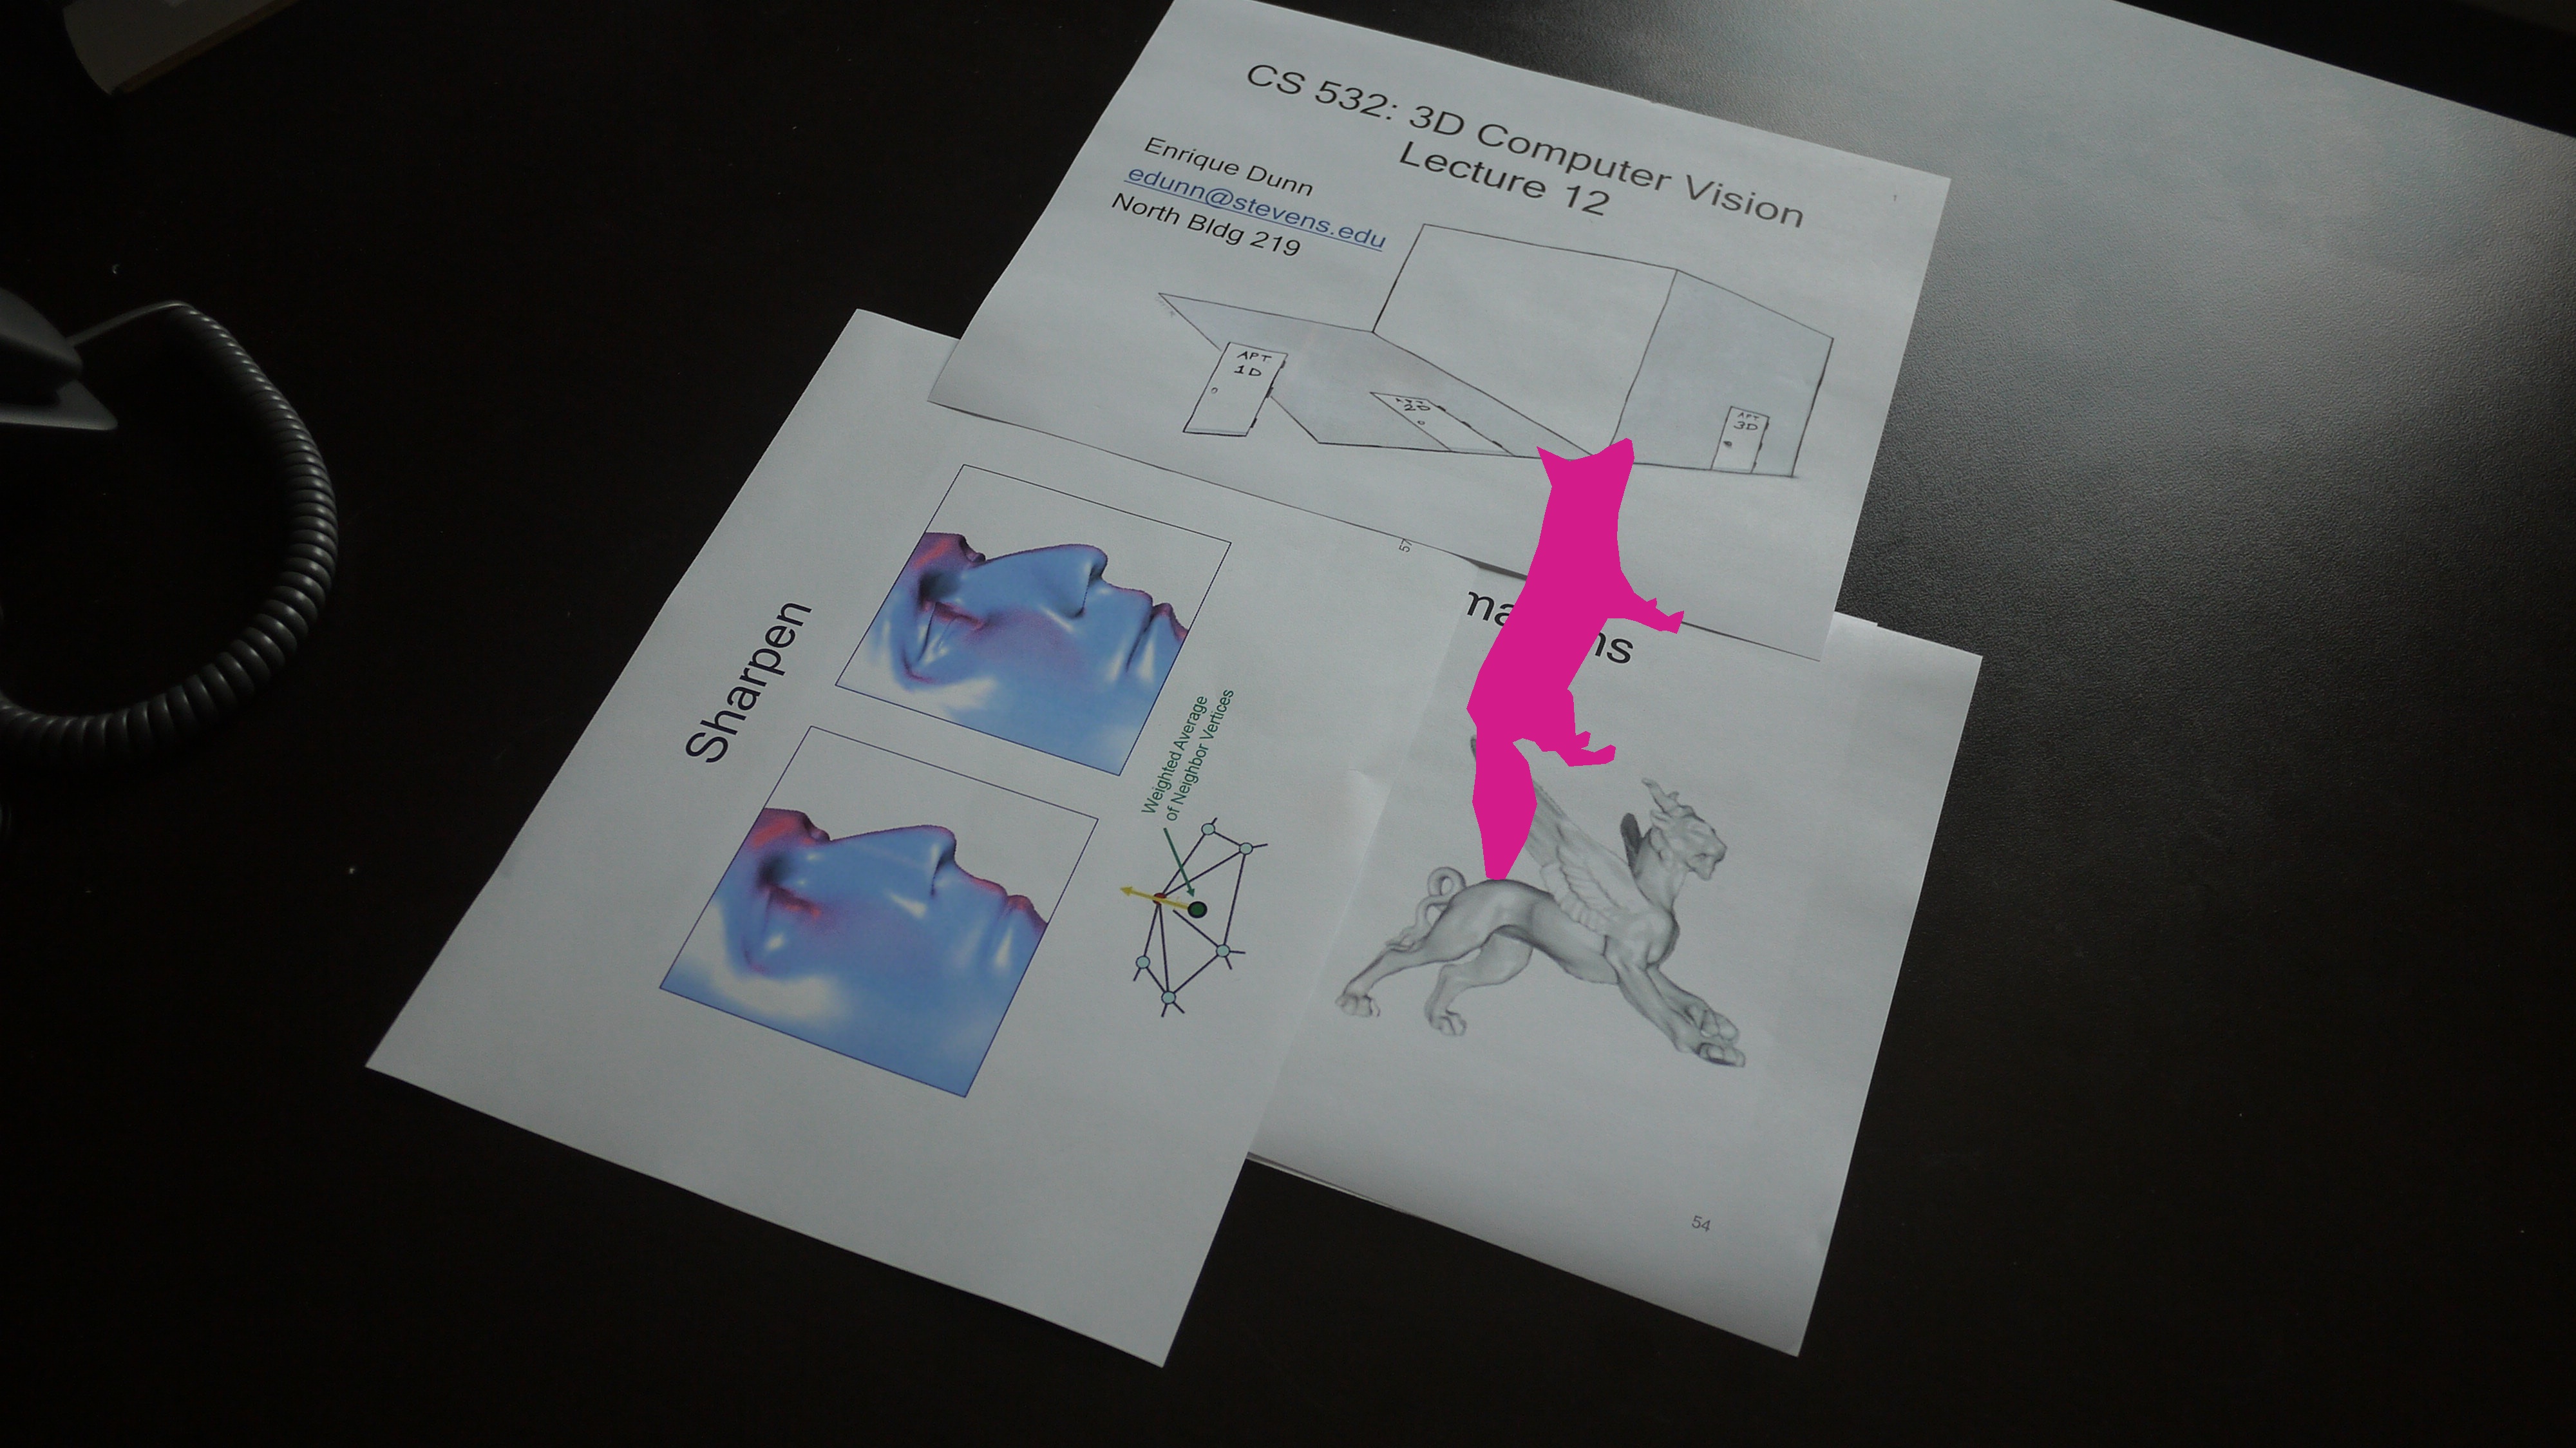 CS 532: 3D Computer Vision
Lecture 12
1
Enrique Dunn
edunn@stevens.edu
North Bldg 219
APT
1D
2D
APT
3D
57
Sharpen
Weighted Average
of Neighbor Vertices
54